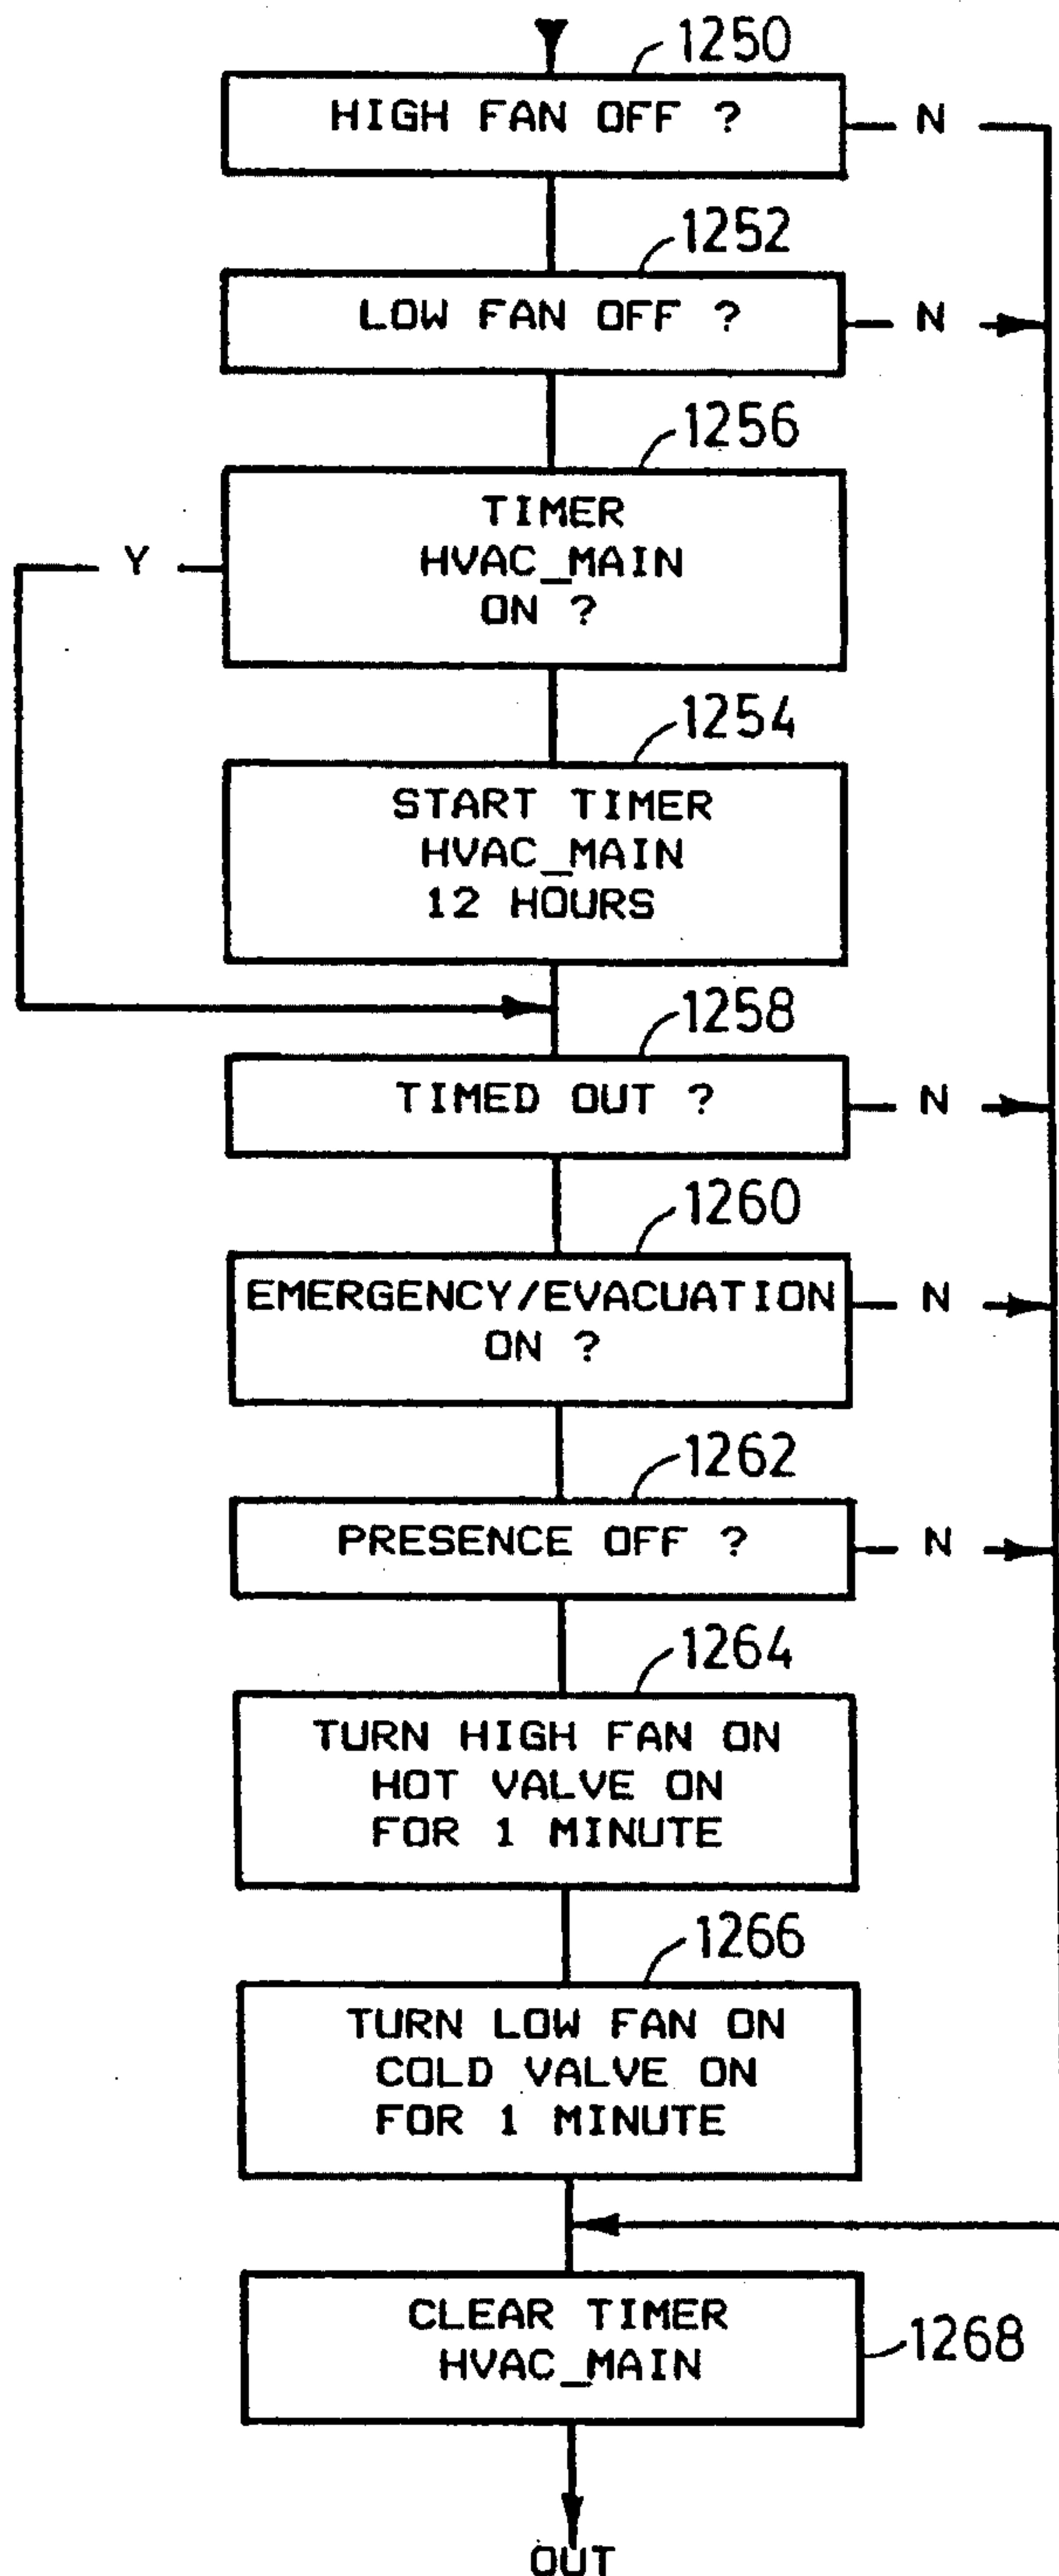 1250
HIGH FAN OFF ?
N
1252
LOW FAN OFF ?
N
1256
TIMER
HVAC_MAIN
ON ?
Y
1254
START TIMER
HVAC_MAIN
12 HOURS
1258
TIMED OUT ?
N
1260
EMERGENCY/EVACUATION
ON ?
N
1262
PRESENCE OFF ?
N
1264
TURN HIGH FAN ON
HOT VALVE ON
FOR 1 MINUTE
1266
TURN LOW FAN ON
COLD VALVE ON
FOR 1 MINUTE
CLEAR TIMER
HVAC_MAIN
1268
OUT